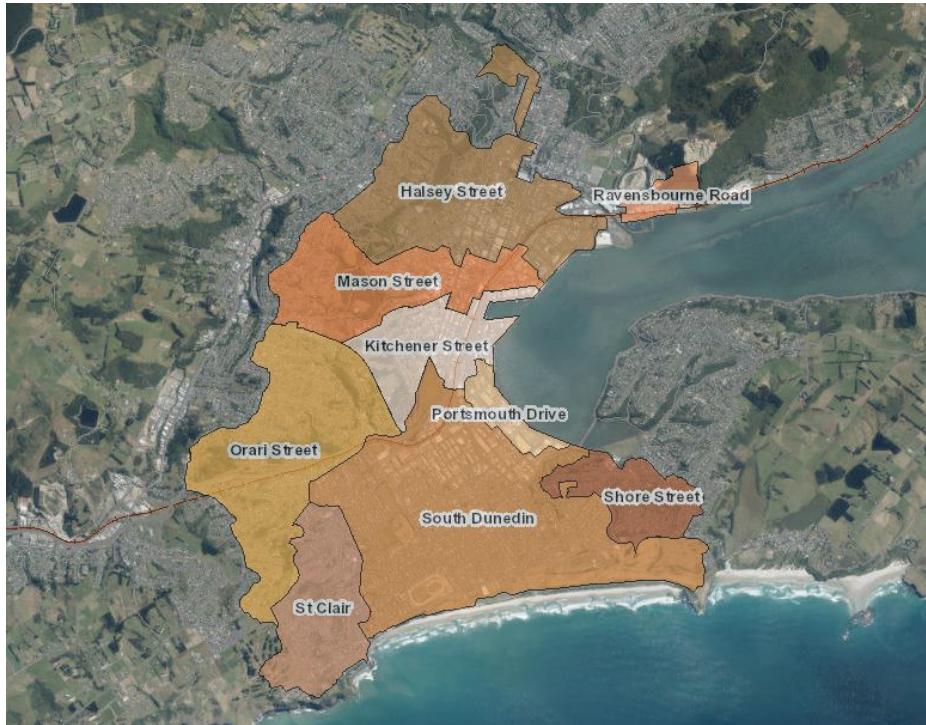 Halsey Street
Ravensbourne Road
Mason Street
Kitchener Street
Portsmouth Drive
Orari Street
Shore Street
South Dunedin
St Clair